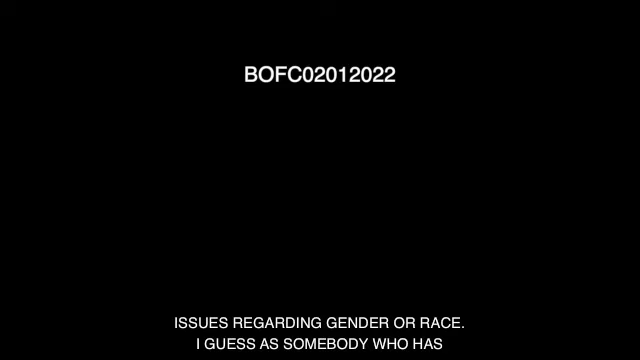 BOFC02012022
ISSUES REGARDING GENDER OR RACE.
I GUESS AS SOMEBODY WHO HAS